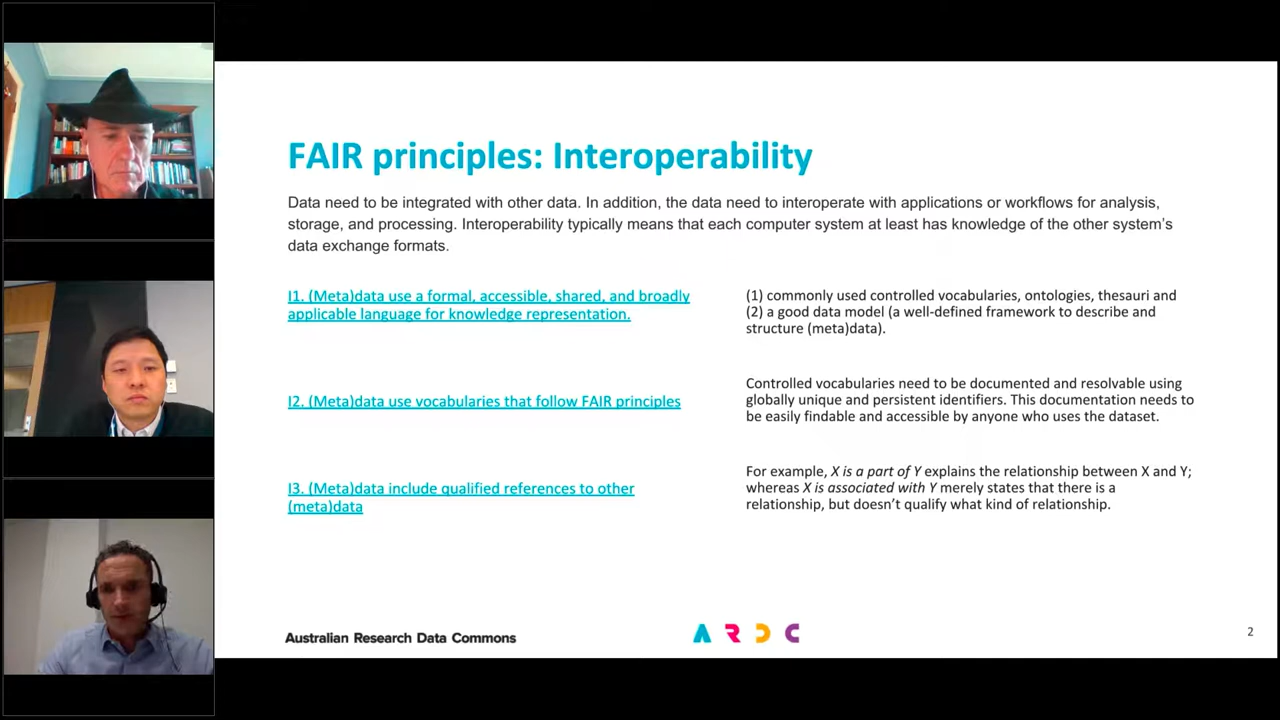 FAIR principles: Interoperability
Data need to be integrated with other data. In addition, the data need to interoperate with applications or workflows for analysis,
storage, and processing. Interoperability typically means that each computer system at least has knowledge of the other system's
data exchange formats.
I1. (Meta)data use a formal, accessible, shared, and broadly
applicable language for knowledge representation.
(1) commonly used controlled vocabularies, ontologies, thesauri and
(2) a good data model (a well-defined framework to describe and
structure (meta)data).
I2. (Meta)data use vocabularies that follow FAIR principles
Controlled vocabularies need to be documented and resolvable using
globally unique and persistent identifiers. This documentation needs to
be easily findable and accessible by anyone who uses the dataset.
I3. (Meta)data include qualified references to other
(meta)data
For example, X is a part of Y explains the relationship between X and Y;
whereas X is associated with Y merely states that there is a
relationship, but doesn't qualify what kind of relationship.
Australian Research Data Commons
ARDC
2